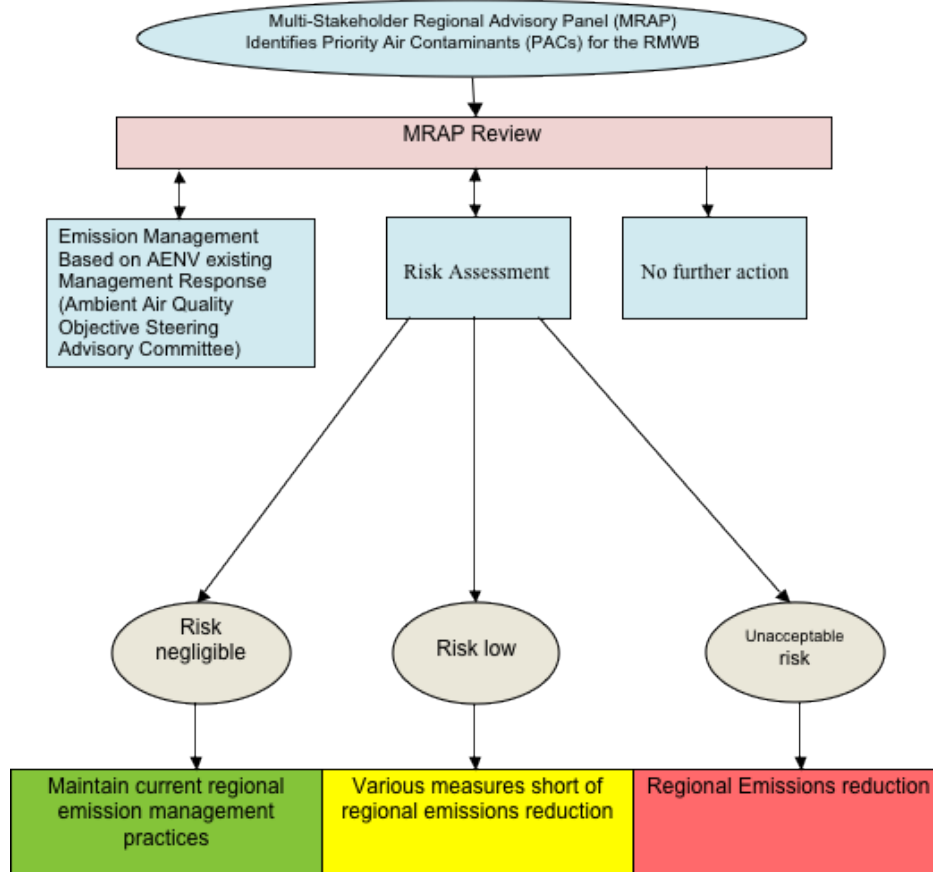 Multi-Stakeholder Regional Advisory Panel (MRAP)
Identifies Priority Air Contaminants (PACs) for the RMWB
MRAP Review
Emission Management
Based on AENV existing
Management Response
(Ambient Air Quality
Objective Steering
Advisory Committee)
Risk Assessment
No further action
Risk
negligible
Risk low
Unacceptable
risk
Maintain current regional
emission management
practices
Various measures short of
regional emissions reduction
Regional Emissions reduction